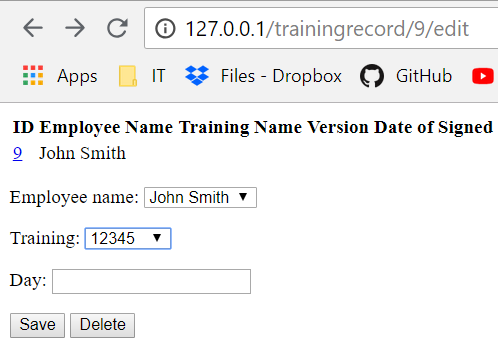 127.0.0.1/trainingrecord/9/edit
Apps IT Files - Dropbox GitHub
ID Employee Name Training Name Version Date of Signed
9 John Smith
Employee name: John Smith
Training: 12345
Day:
Save Delete